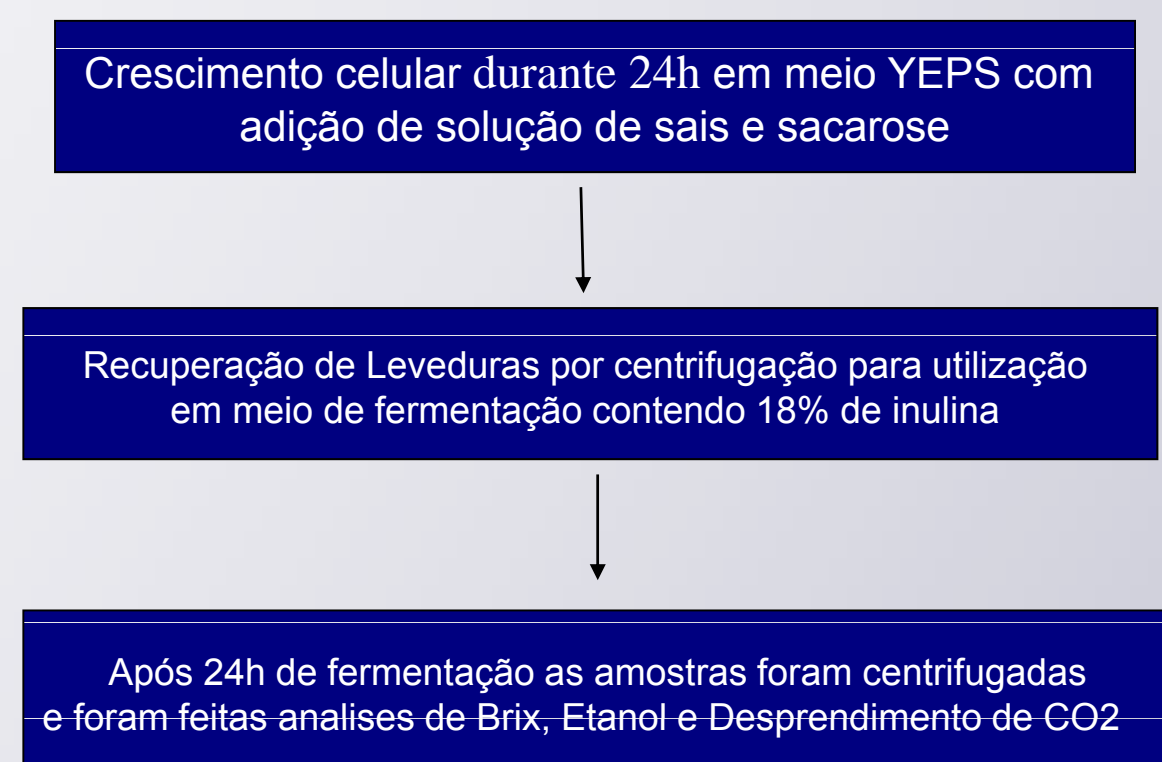 Crescimento celular durante 24h em meio YEPS com
adição de solução de sais e sacarose
Recuperação de Leveduras por centrifugação para utilização
em meio de fermentação contendo 18% de inulina
Após 24h de fermentação as amostras foram centrifugadas
e foram feitas analises de Brix, Etanol e Desprendimento de CO2